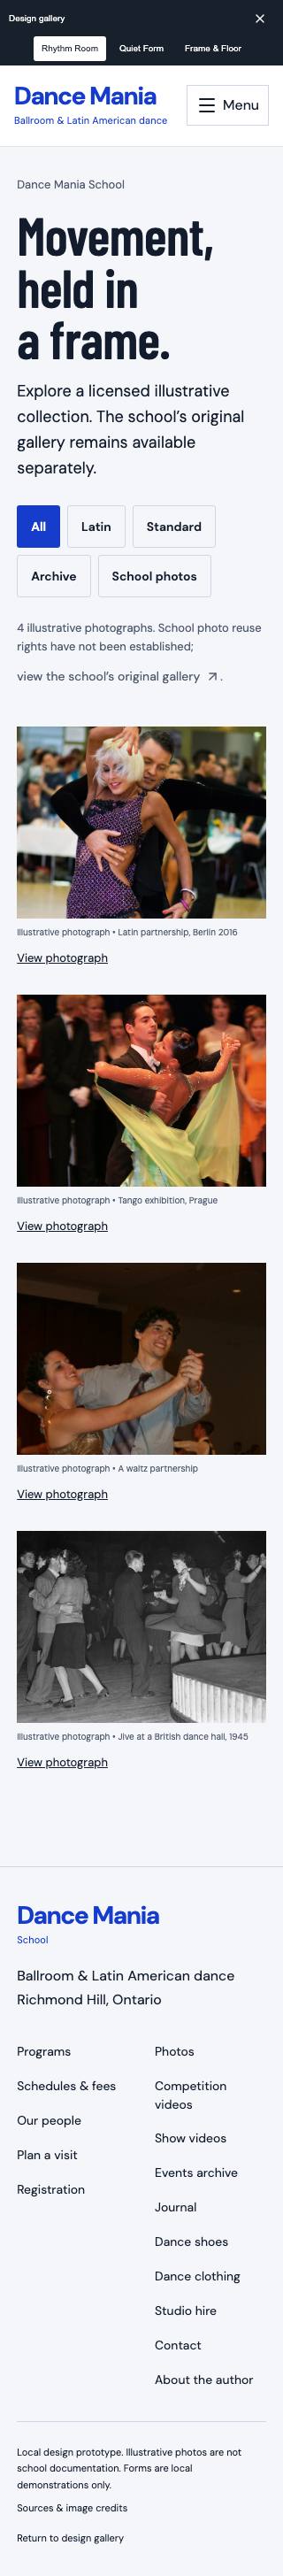 Design gallery
Rhythm Room Quiet Form Frame & Floor
Dance Mania
Ballroom & Latin American dance
Menu
Dance Mania School
Movement,
held in
a frame.
Explore a licensed illustrative
collection. The school’s original
gallery remains available
separately.
All Latin Standard
Archive School photos
4 illustrative photographs. School photo reuse
rights have not been established;
view the school’s original gallery ↗ .
Illustrative photograph • Latin partnership, Berlin 2016
View photograph
Illustrative photograph • Tango exhibition, Prague
View photograph
Illustrative photograph • A waltz partnership
View photograph
Illustrative photograph • Jive at a British dance hall, 1945
View photograph
Dance Mania
School
Ballroom & Latin American dance
Richmond Hill, Ontario
Programs
Schedules & fees
Our people
Plan a visit
Registration
Photos
Competition
videos
Show videos
Events archive
Journal
Dance shoes
Dance clothing
Studio hire
Contact
About the author
Local design prototype. Illustrative photos are not
school documentation. Forms are local
demonstrations only.
Sources & image credits
Return to design gallery